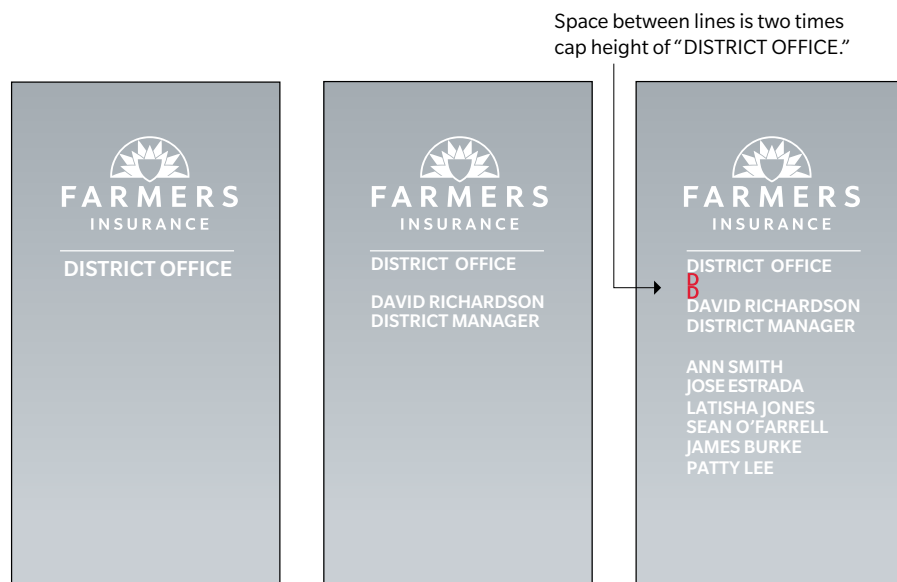 Space between lines is two times
cap height of “DISTRICT OFFICE.”
FARMERS
INSURANCE
DISTRICT OFFICE
FARMERS
INSURANCE
DISTRICT OFFICE
DAVID RICHARDSON
DISTRICT MANAGER
FARMERS
INSURANCE
DISTRICT OFFICE
D
D
DAVID RICHARDSON
DISTRICT MANAGER
ANN SMITH
JOSE ESTRADA
LATISHA JONES
SEAN O’FARRELL
JAMES BURKE
PATTY LEE